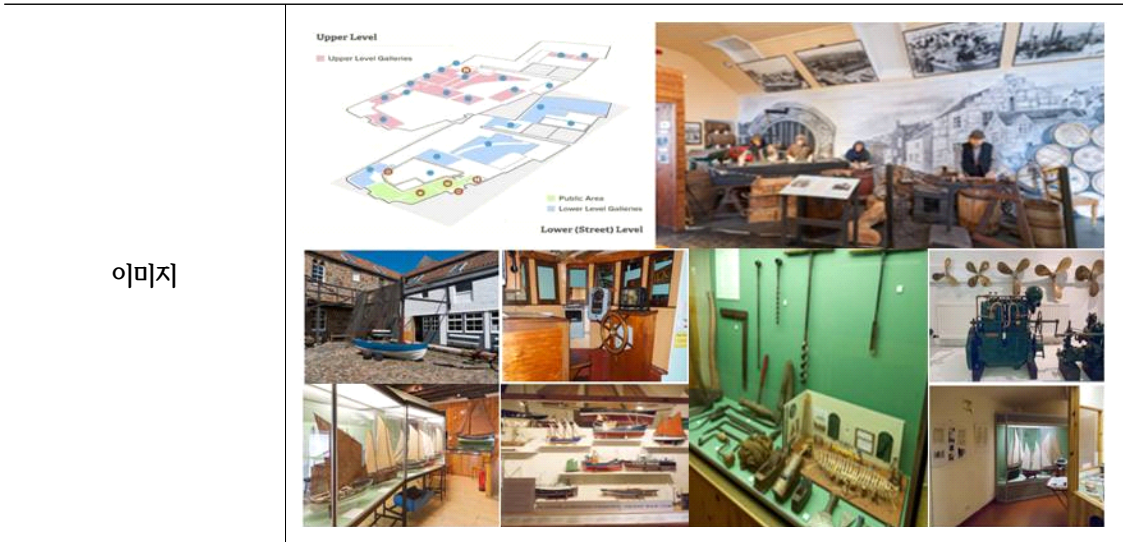 이미지
Upper Level
Upper Level Galleries
Public Area
Lower Level Galleries
Lower (Street) Level